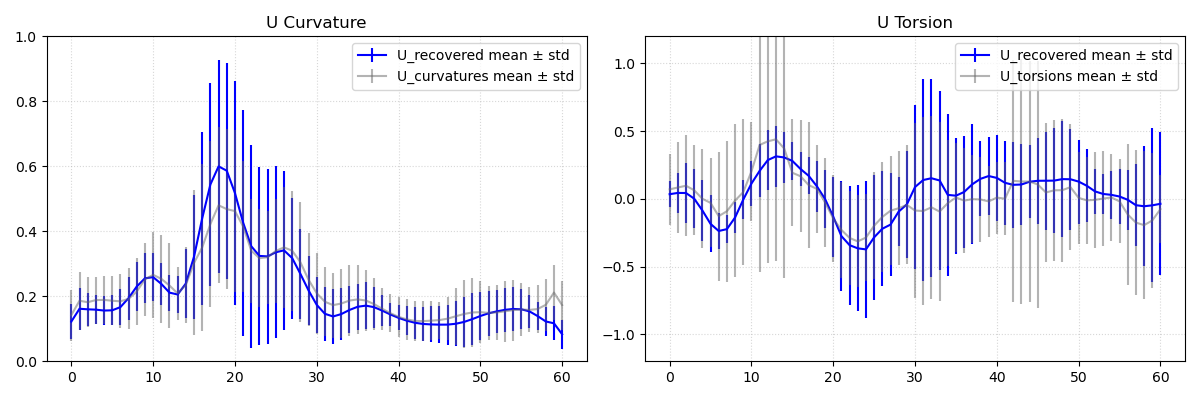 U Curvature
U_recovered mean ± std
U_curvatures mean ± std
1.0
0.8
0.6
0.4
0.2
0.0
0 10 20 30 40 50 60
U Torsion
U_recovered mean ± std
U_torsions mean ± std
1.0
0.5
0.0
−0.5
−1.0
0 10 20 30 40 50 60